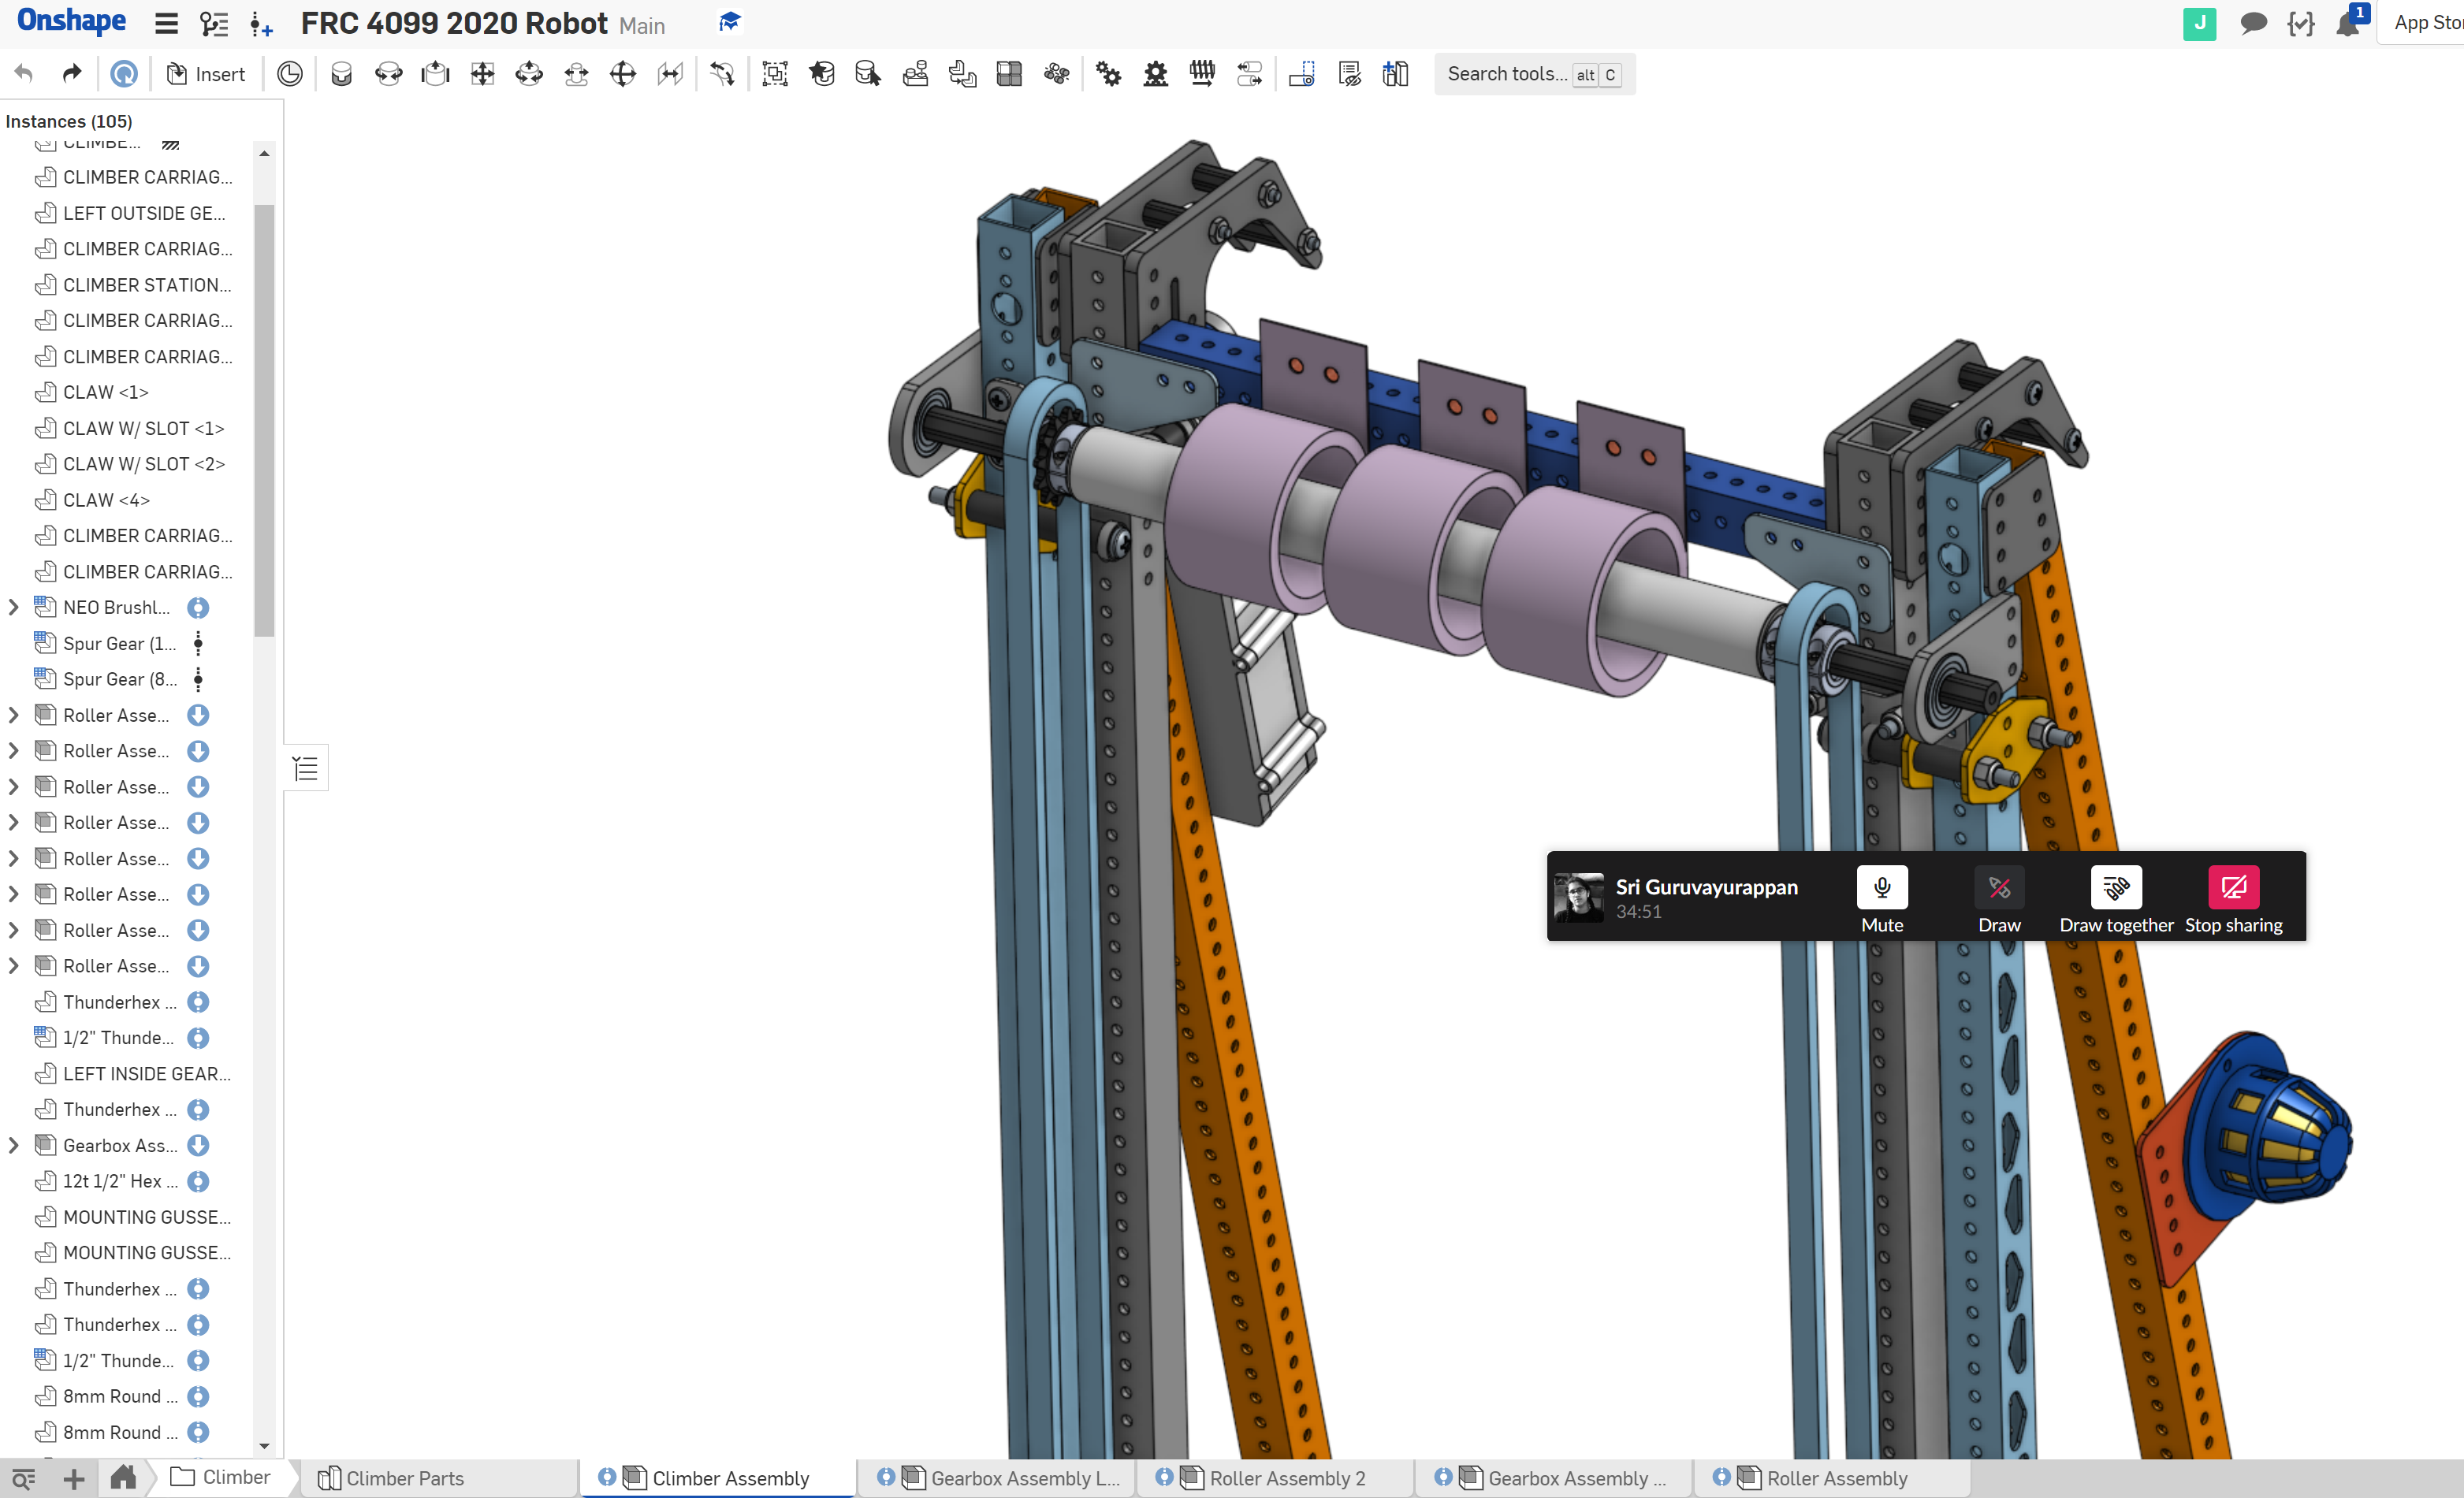 Onshape
FRC 4099 2020 Robot Main
J
1
Insert
Search tools... alt C
Instances (105)
CLIMBE...
CLIMBER CARRIAG...
LEFT OUTSIDE GE...
CLIMBER CARRIAG...
CLIMBER STATION...
CLIMBER CARRIAG...
CLIMBER CARRIAG...
CLAW <1>
CLAW W/ SLOT <1>
CLAW W/ SLOT <2>
CLAW <4>
CLIMBER CARRIAG...
CLIMBER CARRIAG...
NEO Brushl...
Spur Gear (1...
Spur Gear (8...
Roller Asse...
Roller Asse...
Roller Asse...
Roller Asse...
Roller Asse...
Roller Asse...
Roller Asse...
Roller Asse...
Thunderhex ...
1/2" Thunde...
LEFT INSIDE GEAR...
Thunderhex ...
Gearbox Ass...
12t 1/2" Hex ...
MOUNTING GUSSE...
MOUNTING GUSSE...
Thunderhex ...
Thunderhex ...
1/2" Thunde...
8mm Round ...
8mm Round ...
Sri Guruvayurappan
34:51
Mute
Draw
Draw together
Stop sharing
Climber
Climber Parts
Climber Assembly
Gearbox Assembly L...
Roller Assembly 2
Gearbox Assembly ...
Roller Assembly